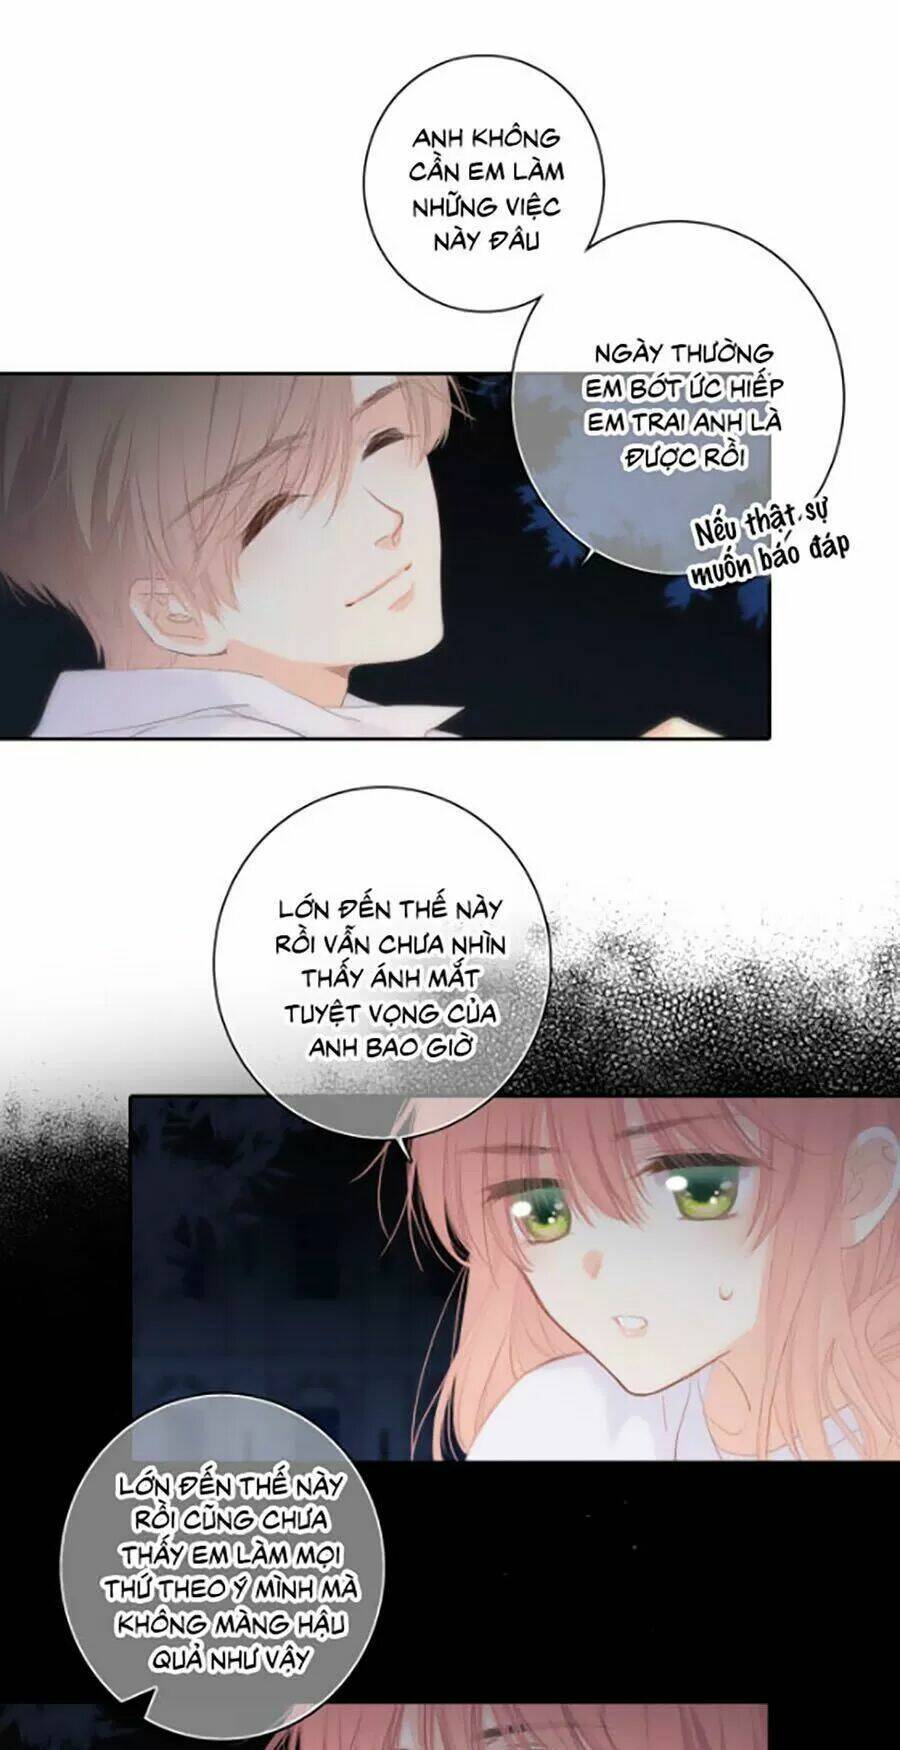 ANH KHÔNG
CẦN EM LÀM
NHỮNG VIỆC
NÀY ĐÂU
NGÀY THƯỜNG
EM BỚT ỨC HIẾP
EM TRAI ANH LÀ
ĐƯỢC RỒI
Nếu thật sự
muốn báo đáp
LỚN ĐẾN THẾ NÀY
RỒI VẪN CHƯA NHÌN
THẤY ÁNH MẮT
TUYỆT VỌNG CỦA
ANH BAO GIỜ
LỚN ĐẾN THẾ NÀY
RỒI CŨNG CHƯA
THẤY EM LÀM MỌI
THỨ THEO Ý MÌNH MÀ
KHÔNG MÀNG HẬU
QUẢ NHƯ VẬY